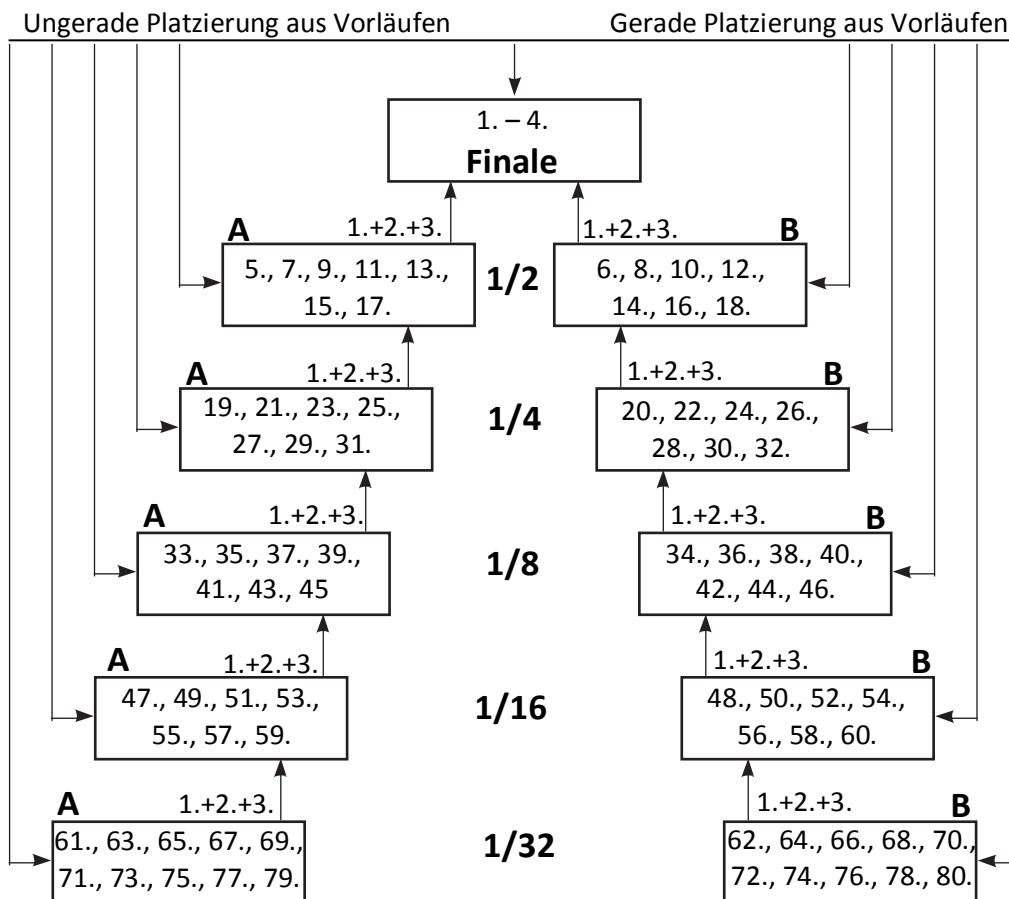 Ungerade Platzierung aus Vorläufen
Gerade Platzierung aus Vorläufen
1. – 4.
Finale
A
1.+2.+3.
1.+2.+3.
B
5., 7., 9., 11., 13.,
15., 17.
1/2
6., 8., 10., 12.,
14., 16., 18.
A
1.+2.+3.
1.+2.+3.
B
19., 21., 23., 25.,
27., 29., 31.
1/4
20., 22., 24., 26.,
28., 30., 32.
A
1.+2.+3.
1.+2.+3.
B
33., 35., 37., 39.,
41., 43., 45
1/8
34., 36., 38., 40.,
42., 44., 46.
A
1.+2.+3.
1.+2.+3.
B
47., 49., 51., 53.,
55., 57., 59.
1/16
48., 50., 52., 54.,
56., 58., 60.
A
1.+2.+3.
1.+2.+3.
B
61., 63., 65., 67., 69.,
71., 73., 75., 77., 79.
1/32
62., 64., 66., 68., 70.,
72., 74., 76., 78., 80.